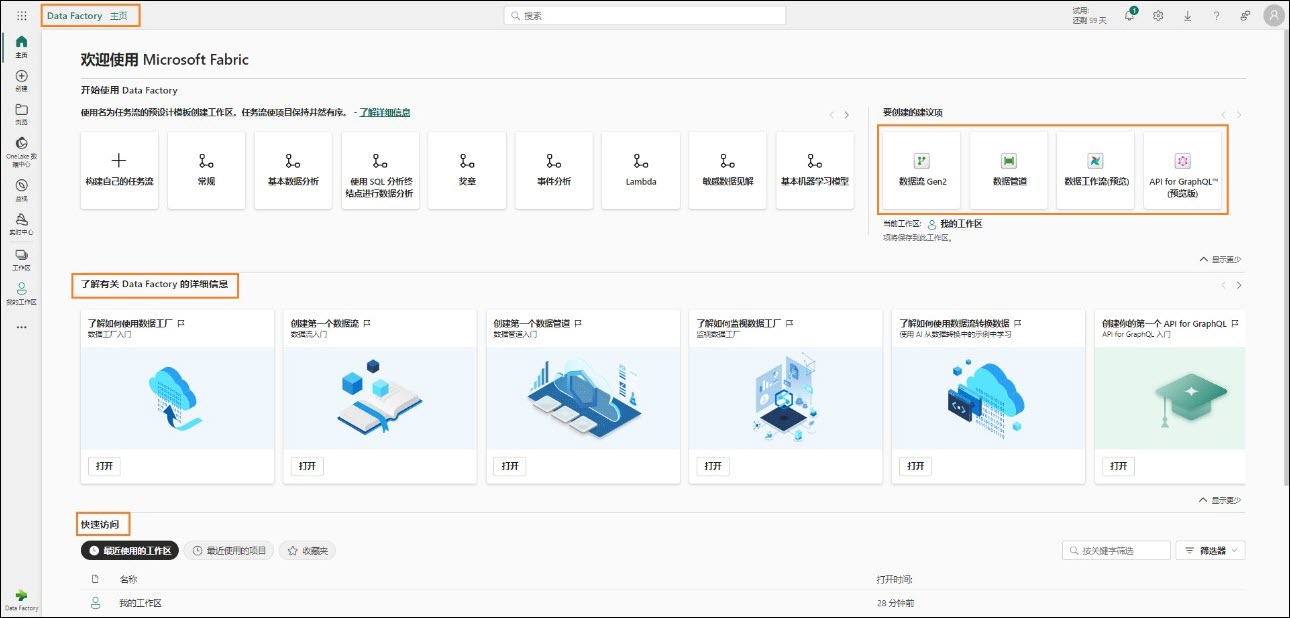 Data Factory 主页
搜索
试用:
还剩 59 天
1
主页
创建
浏览
OneLake 数
据中心
监视
实时中心
工作区
我的工作区
Data Factory
欢迎使用 Microsoft Fabric
开始使用 Data Factory
使用名为任务流的预设计模板创建工作区，任务流使项目保持井然有序。 - 了解详细信息
构建自己的任务流
常规
基本数据分析
使用 SQL 分析终
结点进行数据分析
奖章
事件分析
Lambda
敏感数据见解
基本机器学习模型
要创建的建议项
数据流 Gen2
数据管道
数据工作流(预览)
API for GraphQL™
(预览版)
当前工作区: 我的工作区
项将保存到此工作区。
显示更少
了解有关 Data Factory 的详细信息
了解如何使用数据工厂
数据工厂入门
打开
创建第一个数据流
数据流入门
打开
创建第一个数据管道
数据管道入门
打开
了解如何监视数据工厂
监视数据工厂
打开
了解如何使用数据流转换数据
使用 AI 从数据转换中的示例中学习
打开
创建你的第一个 API for GraphQL
API for GraphQL 入门
打开
显示更少
快速访问
最近使用的工作区
最近使用的项目
收藏夹
按关键字筛选
筛选器
名称
打开时间:
我的工作区
28 分钟前